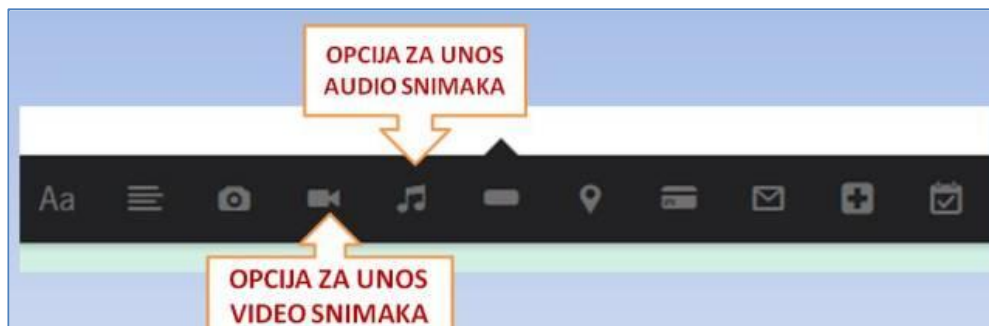 OPCIJA ZA UNOS
AUDIO SNIMAKA
Aa
OPCIJA ZA UNOS
VIDEO SNIMAKA